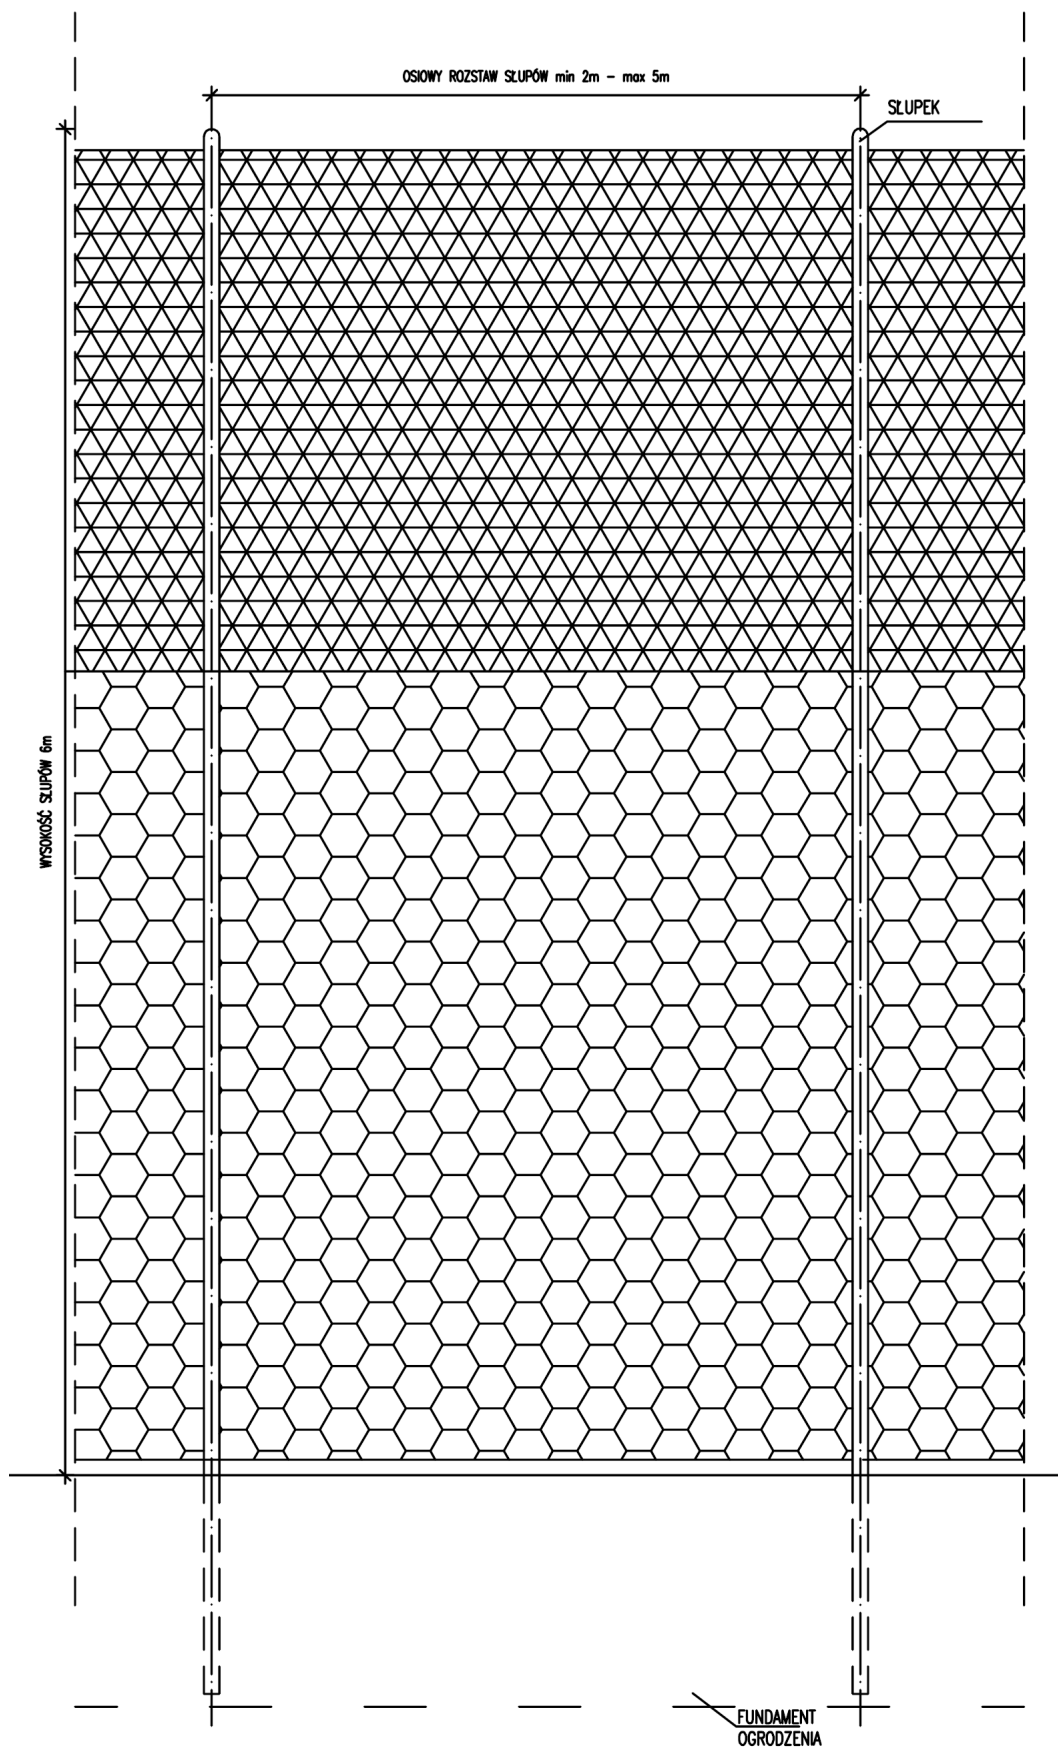 OSIOWY ROZSTAW SŁUPÓW min 2m – max 5m
SŁUPEK
WYSOKOŚĆ SŁUPÓW 6m
FUNDAMENT
OGRODZENIA